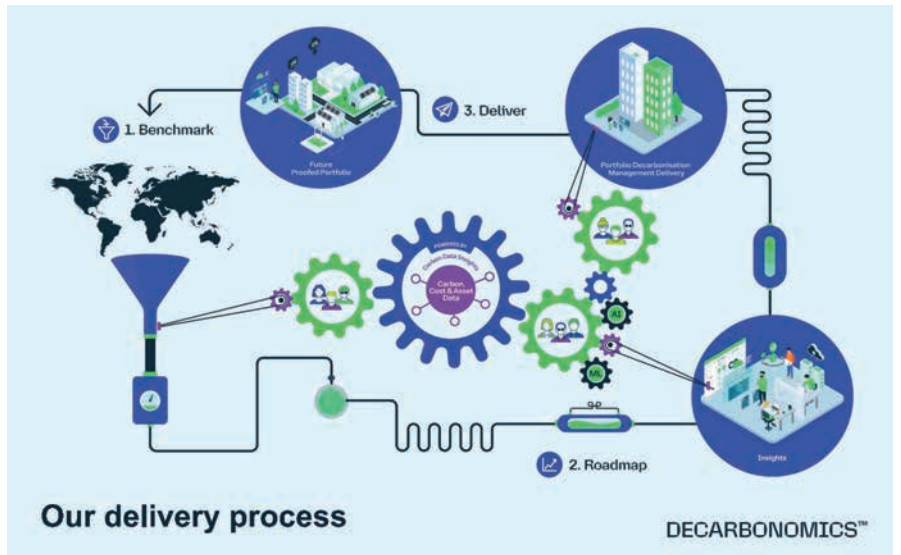 1. Benchmark
Future
Proofed Portfolio
3. Deliver
Portfolio Decarbonisation
Management Delivery
POWERED BY
Carbon Data Insights
Carbon,
Cost & Asset
Data
AI
ML
Insights
2. Roadmap
Our delivery process
DECARBONOMICS™